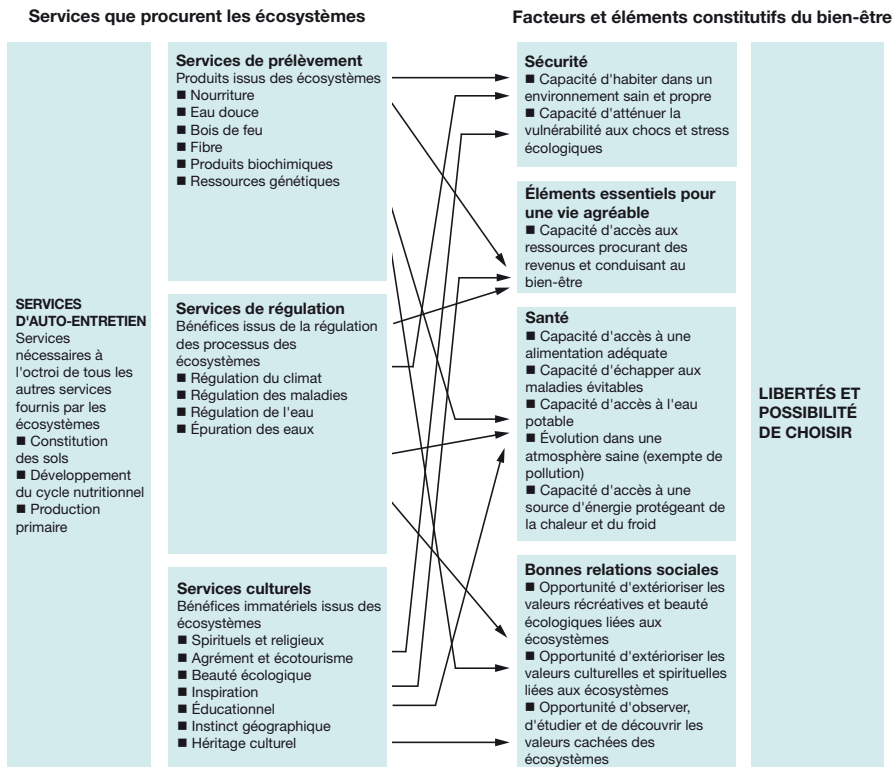 Services que procurent les écosystèmes
Facteurs et éléments constitutifs du bien-être
SERVICES
D'AUTO-ENTRETIEN
Services
nécessaires à
l'octroi de tous les
autres services
fournis par les
écosystèmes
■ Constitution
des sols
■ Développement
du cycle nutritionnel
■ Production
primaire
Services de prélèvement
Produits issus des écosystèmes
■ Nourriture
■ Eau douce
■ Bois de feu
■ Fibre
■ Produits biochimiques
■ Ressources génétiques
Services de régulation
Bénéfices issus de la régulation
des processus des
écosystèmes
■ Régulation du climat
■ Régulation des maladies
■ Régulation de l'eau
■ Épuration des eaux
Services culturels
Bénéfices immatériels issus des
écosystèmes
■ Spirituels et religieux
■ Agrément et écotourisme
■ Beauté écologique
■ Inspiration
■ Éducationnel
■ Instinct géographique
■ Héritage culturel
Sécurité
■ Capacité d'habiter dans un
environnement sain et propre
■ Capacité d'atténuer la
vulnérabilité aux chocs et stress
écologiques
Éléments essentiels pour
une vie agréable
■ Capacité d'accès aux
ressources procurant des
revenus et conduisant au
bien-être
Santé
■ Capacité d'accès à une
alimentation adéquate
■ Capacité d'échapper aux
maladies évitables
■ Capacité d'accès à l'eau
potable
■ Évolution dans une
atmosphère saine (exempte de
pollution)
■ Capacité d'accès à une
source d'énergie protégeant de
la chaleur et du froid
Bonnes relations sociales
■ Opportunité d'extérioriser les
valeurs récréatives et beauté
écologiques liées aux
écosystèmes
■ Opportunité d'extérioriser les
valeurs culturelles et spirituelles
liées aux écosystèmes
■ Opportunité d'observer,
d'étudier et de découvrir les
valeurs cachées des
écosystèmes
LIBERTÉS ET
POSSIBILITÉ
DE CHOISIR